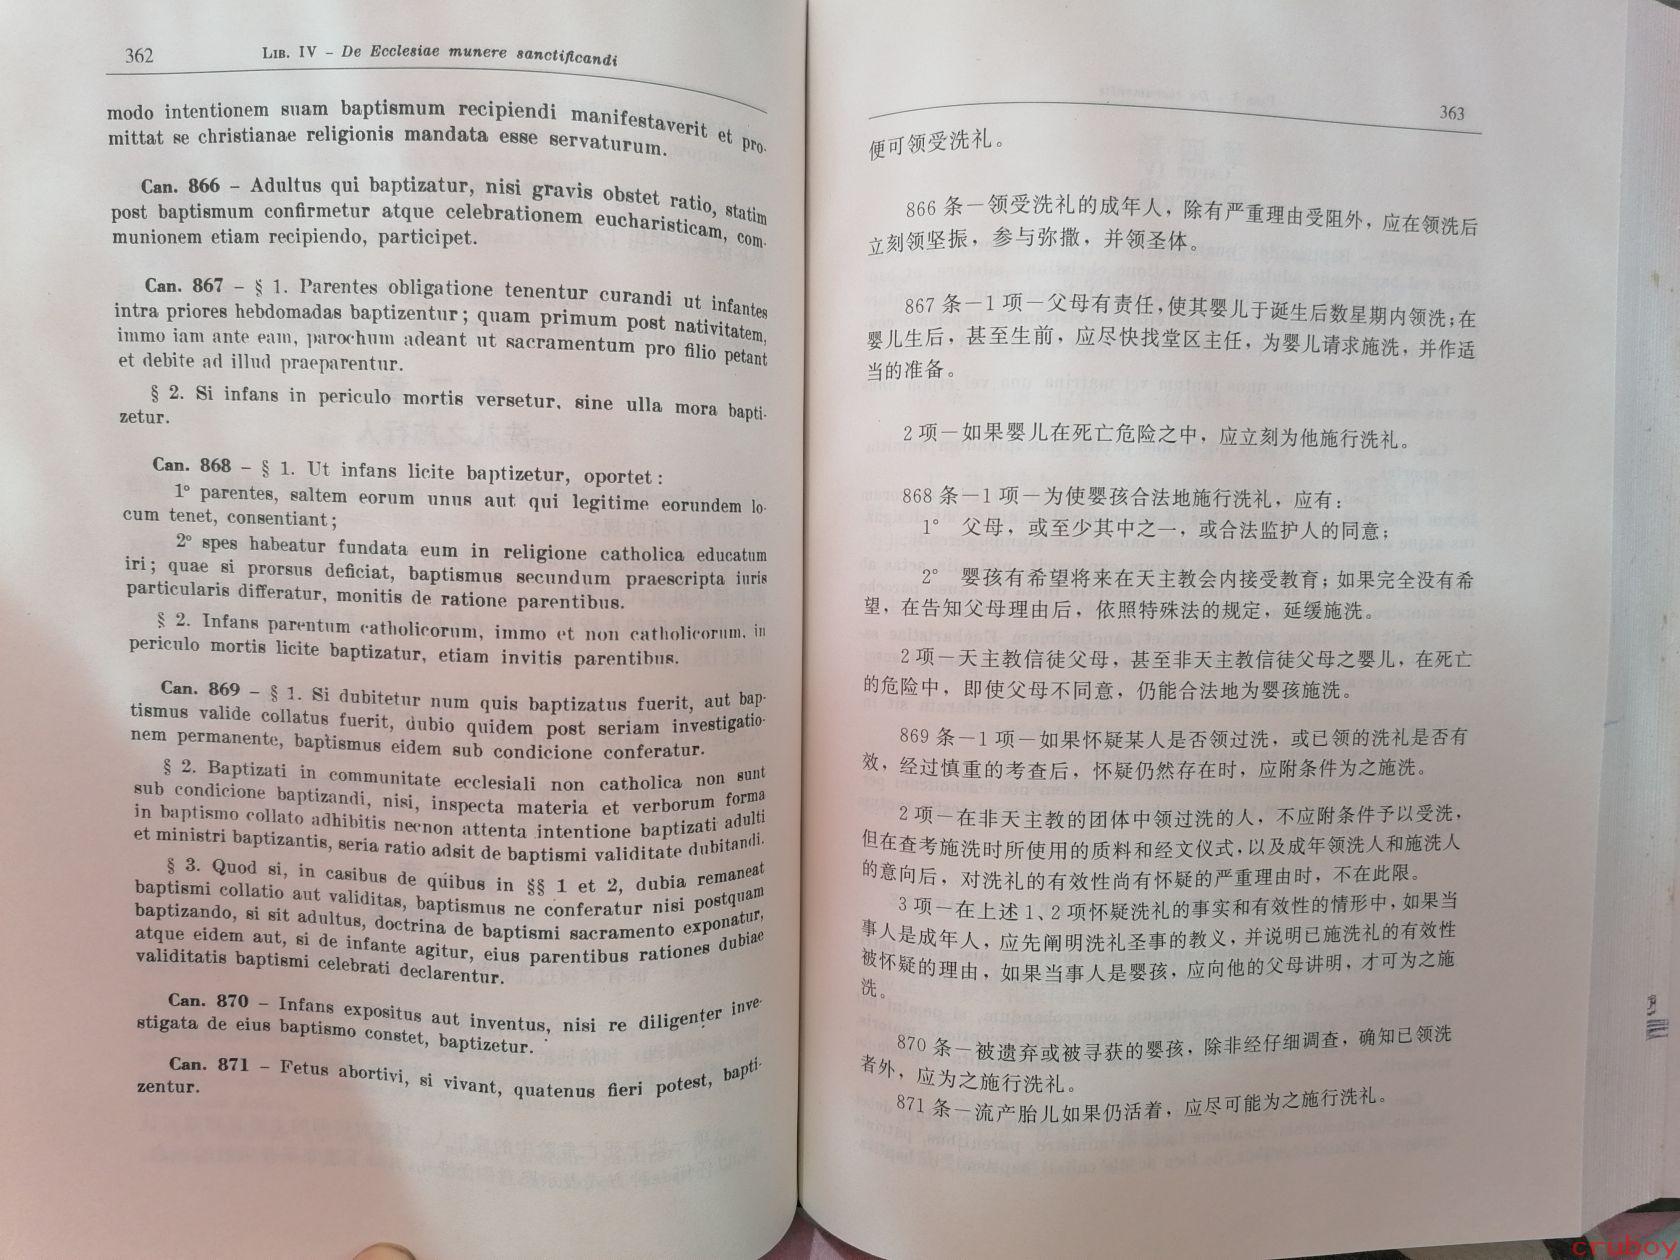 362
LIB. IV – De Ecclesiae munere sanctificandi
modo intentionem suam baptismum recipiendi manifestaverit et pro-
mittat se christianae religionis mandata esse servaturum.
Can. 866 – Adultus qui baptizatur, nisi gravis obstet ratio, statim
post baptismum confirmetur atque celebrationem eucharisticam, com-
munionem etiam recipiendo, participet.
Can. 867 – § 1. Parentes obligatione tenentur curandi ut infantes
intra priores hebdomadas baptizentur; quam primum post nativitatem,
immo iam ante eam, parochum adeant ut sacramentum pro filio petant
et debite ad illud praeparentur.
§ 2. Si infans in periculo mortis versetur, sine ulla mora bapti-
zetur.
Can. 868 – § 1. Ut infans licite baptizetur, oportet:
1° parentes, saltem eorum unus aut qui legitime eorundem lo-
cum tenet, consentiant;
2° spes habeatur fundata eum in religione catholica educatum
iri; quae si prorsus deficiat, baptismus secundum praescripta iuris
particularis differatur, monitis de ratione parentibus.
§ 2. Infans parentum catholicorum, immo et non catholicorum, in
periculo mortis licite baptizatur, etiam invitis parentibus.
Can. 869 – § 1. Si dubitetur num quis baptizatus fuerit, aut bap-
tismus valide collatus fuerit, dubio quidem post seriam investigatio-
nem permanente, baptismus eidem sub condicione conferatur.
§ 2. Baptizati in communitate ecclesiali non catholica non sunt
sub condicione baptizandi, nisi, inspecta materia et verborum forma
in baptismo collato adhibitis necnon attenta intentione baptizati adulti
et ministri baptizantis, seria ratio adsit de baptismi validitate dubitandi.
§ 3. Quod si, in casibus de quibus in §§ 1 et 2, dubia remaneat
baptismi collatio aut validitas, baptismus ne conferatur nisi postquam
baptizando, si sit adultus, doctrina de baptismi sacramento exponatur,
atque eidem aut, si de infante agitur, eius parentibus rationes dubiae
validitatis baptismi celebrati declarentur.
Can. 870 – Infans expositus aut inventus, nisi re diligenter inve-
stigata de eius baptismo constet, baptizetur.
Can. 871 – Fetus abortivi, si vivant, quatenus fieri potest, bapti-
zentur.
363
便可领受洗礼。
866 条－领受洗礼的成年人，除有严重理由受阻外，应在领洗后
立刻领坚振，参与弥撒，并领圣体。
867 条－1 项－父母有责任，使其婴儿于诞生后数星期内领洗；在
婴儿生后，甚至生前，应尽快找堂区主任，为婴儿请求施洗，并作适
当的准备。
2 项－如果婴儿在死亡危险之中，应立刻为他施行洗礼。
868 条－1 项－为使婴孩合法地施行洗礼，应有：
1° 父母，或至少其中之一，或合法监护人的同意；
2° 婴孩有希望将来在天主教会内接受教育；如果完全没有希
望，在告知父母理由后，依照特殊法的规定，延缓施洗。
2 项－天主教信徒父母，甚至非天主教信徒父母之婴儿，在死亡
的危险中，即使父母不同意，仍能合法地为婴孩施洗。
869 条－1 项－如果怀疑某人是否领过洗，或已领的洗礼是否有
效，经过慎重的考查后，怀疑仍然存在时，应附条件为之施洗。
2 项－在非天主教的团体中领过洗的人，不应附条件予以受洗，
但在查考施洗时所使用的质料和经文仪式，以及成年领洗人和施洗人
的意向后，对洗礼的有效性尚有怀疑的严重理由时，不在此限。
3 项－在上述 1、2 项怀疑洗礼的事实和有效性的情形中，如果当
事人是成年人，应先阐明洗礼圣事的教义，并说明已施洗礼的有效性
被怀疑的理由，如果当事人是婴孩，应向他的父母讲明，才可为之施
洗。
870 条－被遗弃或被寻获的婴孩，除非经仔细调查，确知已领洗
者外，应为之施行洗礼。
871 条－流产胎儿如果仍活着，应尽可能为之施行洗礼。
cruboy